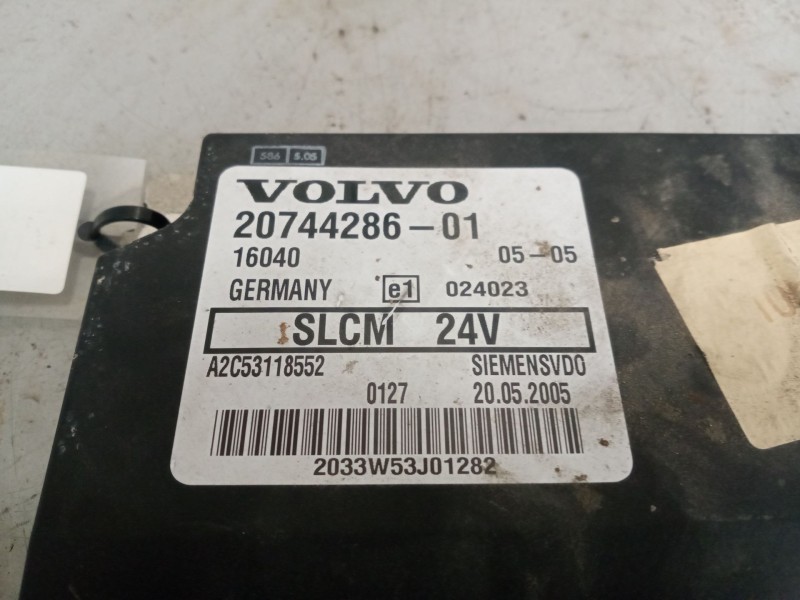 586 5.05
VOLVO
20744286-01
16040 05-05
GERMANY e1 024023
SLCM 24V
A2C53118552 SIEMENSVDO
0127 20.05.2005
2033W53J01282